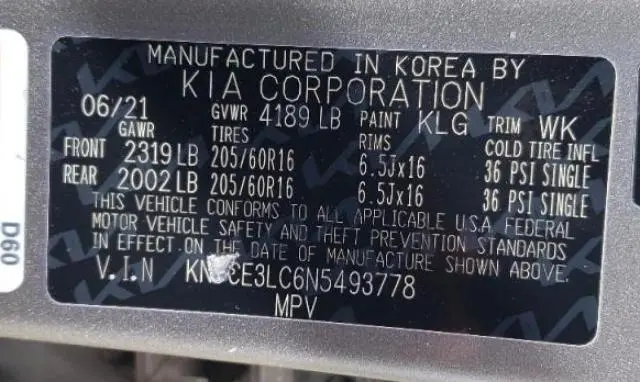 MANUFACTURED IN KOREA BY
KIA CORPORATION
06/21 GVWR 4189 LB PAINT KLG TRIM WK
GAWR TIRES RIMS COLD TIRE INFL
FRONT 2319 LB 205/60R16 6.5Jx16 36 PSI SINGLE
REAR 2002 LB 205/60R16 6.5Jx16 36 PSI SINGLE
THIS VEHICLE CONFORMS TO ALL APPLICABLE U.S.A. FEDERAL
MOTOR VEHICLE SAFETY AND THEFT PREVENTION STANDARDS
IN EFFECT ON THE DATE OF MANUFACTURE SHOWN ABOVE.
V.I.N
MPV
D60